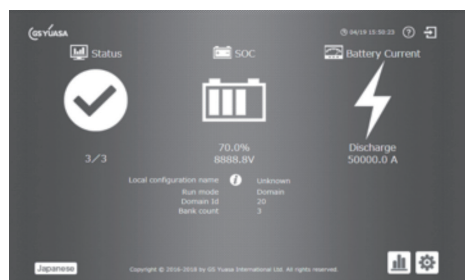 GS YUASA
04/19 15:50:23 ?
Status
SOC
Battery Current
3/3
70.0%
8888.8V
Discharge
50000.0 A
Local configuration name i Unknown
Run mode Domain
Domain Id 20
Bank count 3
Japanese
Copyright © 2016-2018 by GS Yuasa International Ltd. All rights reserved.